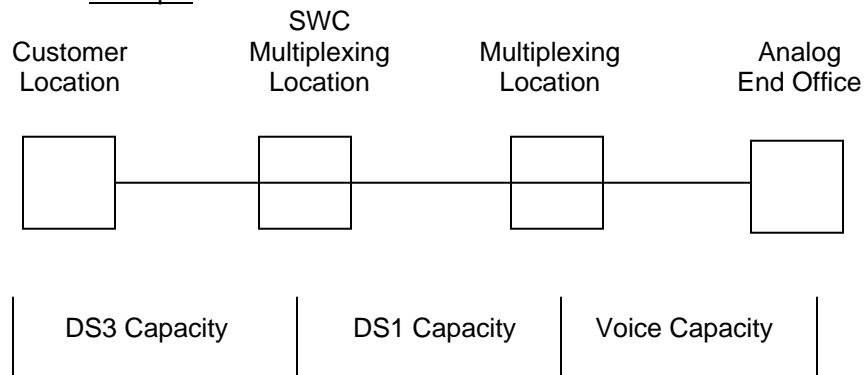 SWC
Customer Multiplexing Multiplexing Analog
Location Location Location End Office
DS3 Capacity DS1 Capacity Voice Capacity